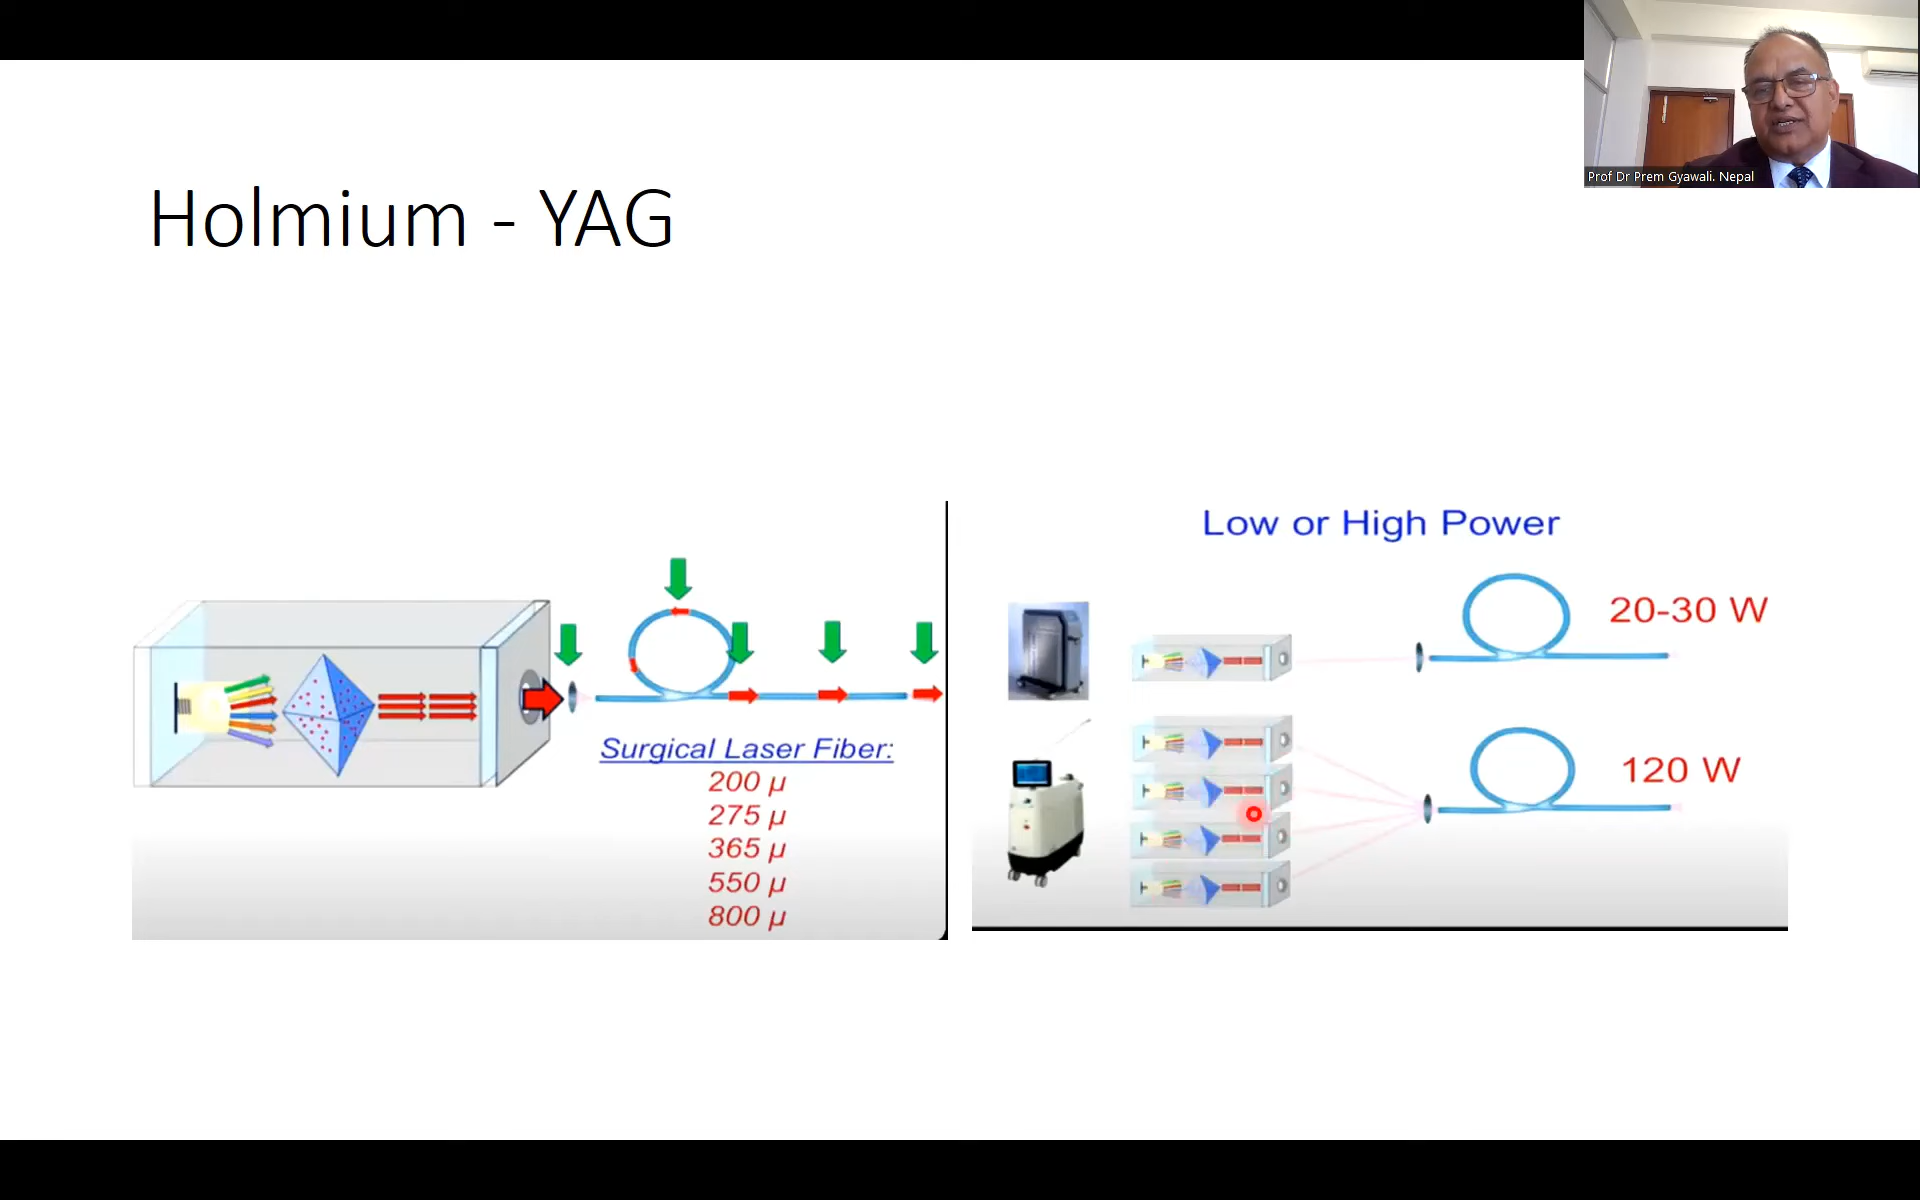 Prof Dr Prem Gyawali. Nepal
Holmium - YAG
Surgical Laser Fiber:
200 μ
275 μ
365 μ
550 μ
800 μ
Low or High Power
20-30 W
120 W